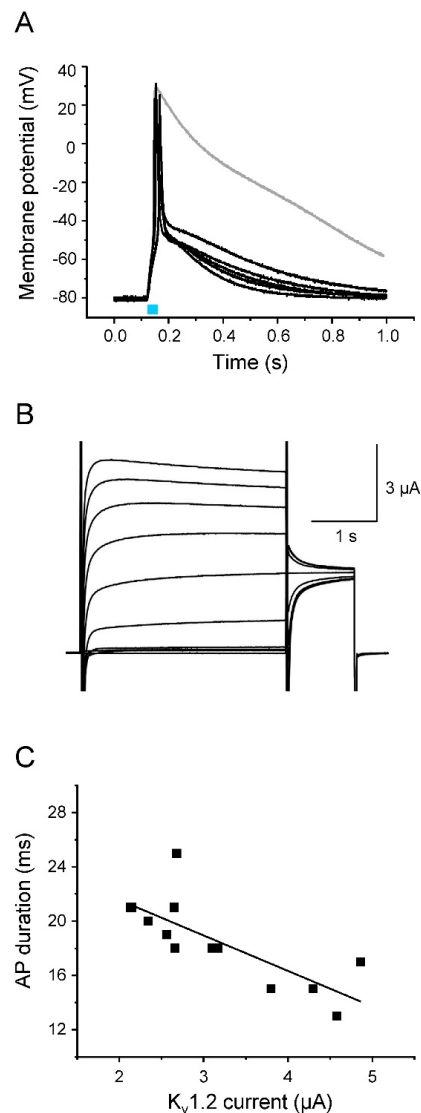 A
Membrane potential (mV)
40
20
0
-20
-40
-60
-80
0.0 0.2 0.4 0.6 0.8 1.0
Time (s)
B
3 µA
1 s
C
AP duration (ms)
28
24
20
16
12
2 3 4 5
Kv1.2 current (µA)